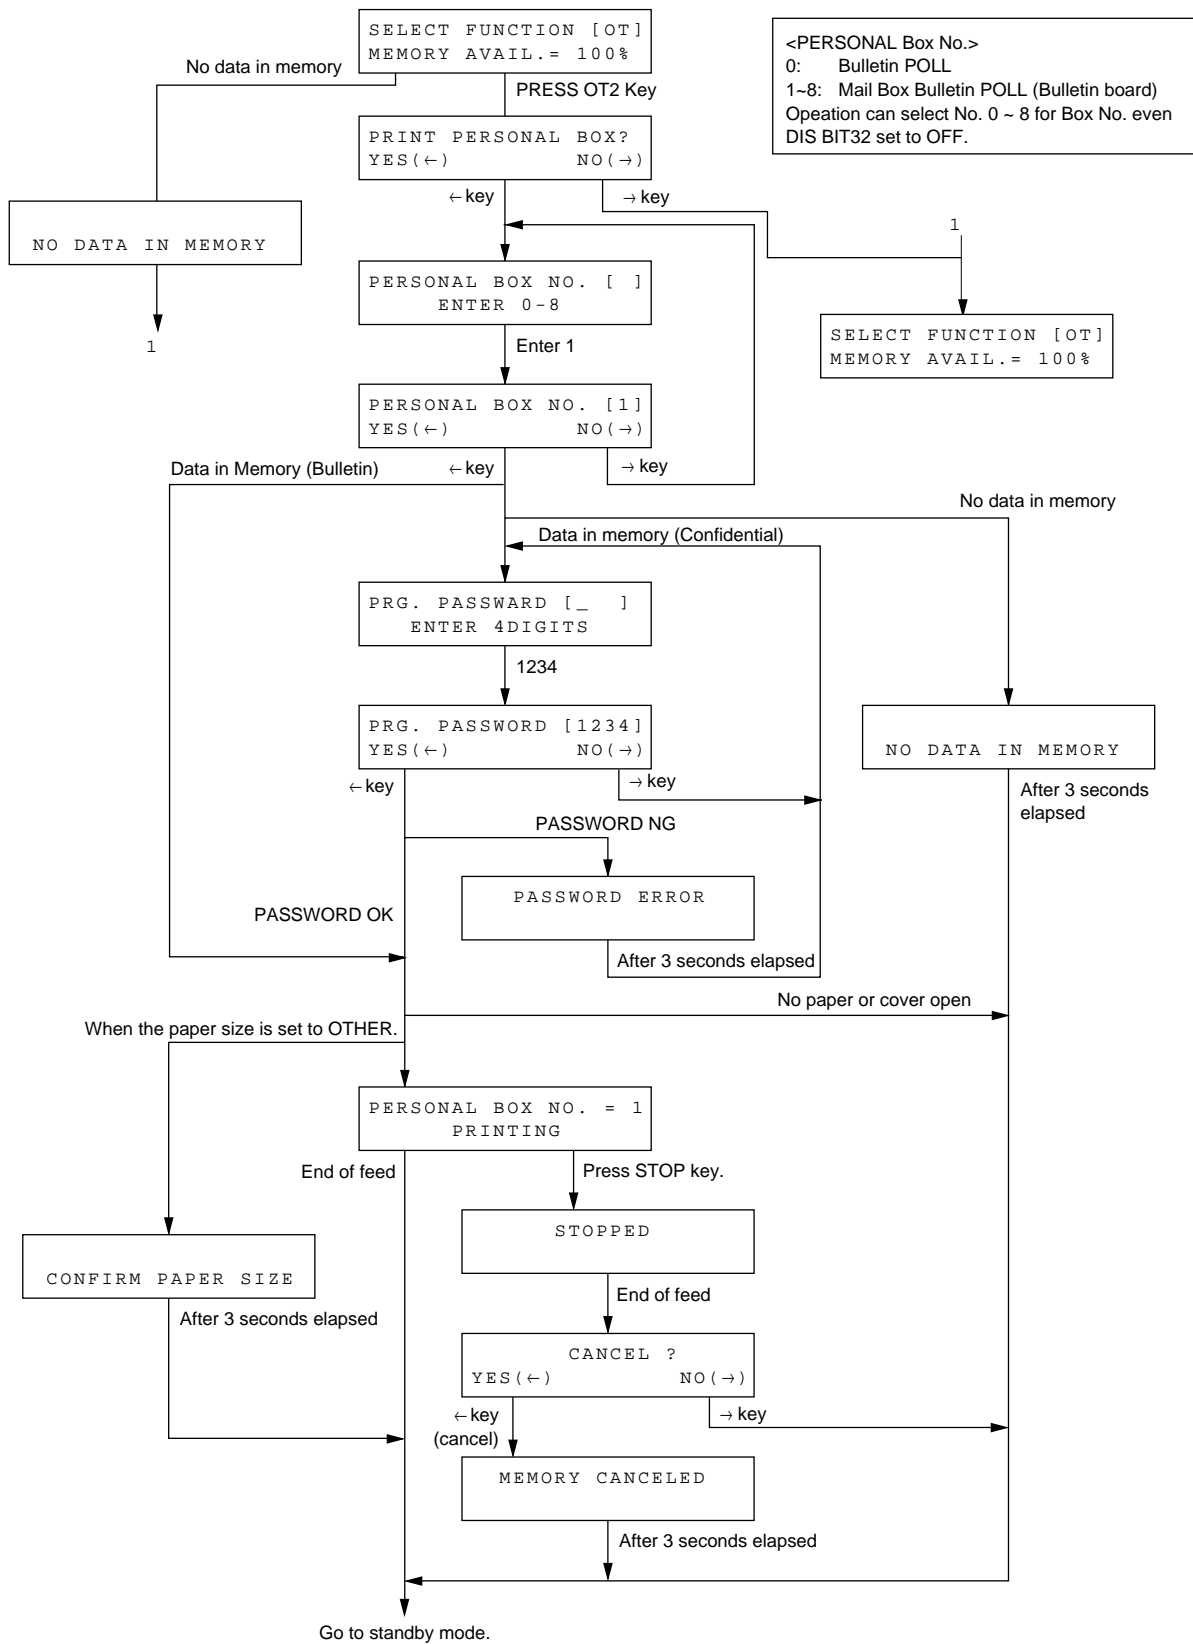 SELECT FUNCTION [OT]
MEMORY AVAIL.= 100%
<PERSONAL Box No.>
0: Bulletin POLL
1~8: Mail Box Bulletin POLL (Bulletin board)
Opeation can select No. 0 ~ 8 for Box No. even
DIS BIT32 set to OFF.
No data in memory
PRESS OT2 Key
PRINT PERSONAL BOX?
YES(←) NO(→)
←key
→key
NO DATA IN MEMORY
1
1
PERSONAL BOX NO. [ ]
ENTER 0-8
SELECT FUNCTION [OT]
MEMORY AVAIL.= 100%
Enter 1
PERSONAL BOX NO. [1]
YES(←) NO(→)
Data in Memory (Bulletin)
←key
→key
No data in memory
Data in memory (Confidential)
PRG. PASSWARD [_ ]
ENTER 4DIGITS
1234
PRG. PASSWORD [1234]
YES(←) NO(→)
NO DATA IN MEMORY
←key
→key
After 3 seconds
elapsed
PASSWORD NG
PASSWORD ERROR
PASSWORD OK
After 3 seconds elapsed
No paper or cover open
When the paper size is set to OTHER.
PERSONAL BOX NO. = 1
PRINTING
End of feed
Press STOP key.
STOPPED
CONFIRM PAPER SIZE
End of feed
After 3 seconds elapsed
CANCEL ?
YES(←) NO(→)
←key
(cancel)
→key
MEMORY CANCELED
After 3 seconds elapsed
Go to standby mode.